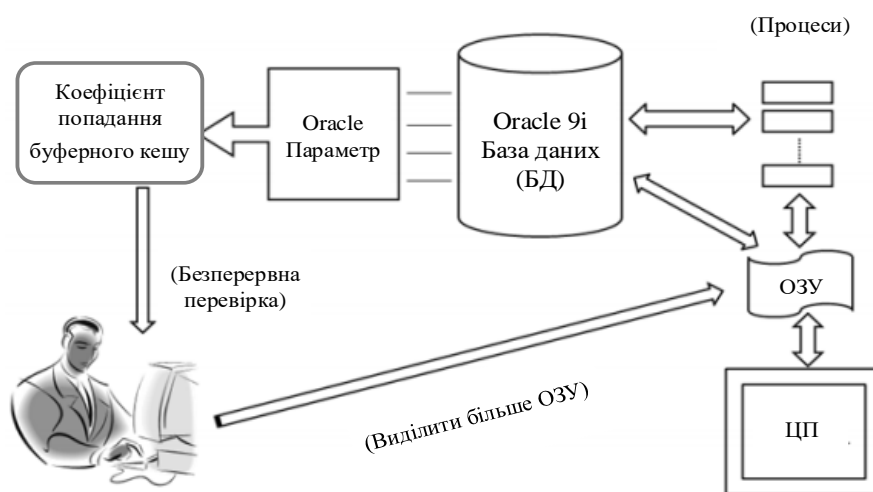 (Процеси)
Коефіцієнт
попадання
буферного кешу
Oracle
Параметр
Oracle 9i
База даних
(БД)
(Безперервна
перевірка)
ОЗУ
(Виділити більше ОЗУ)
ЦП